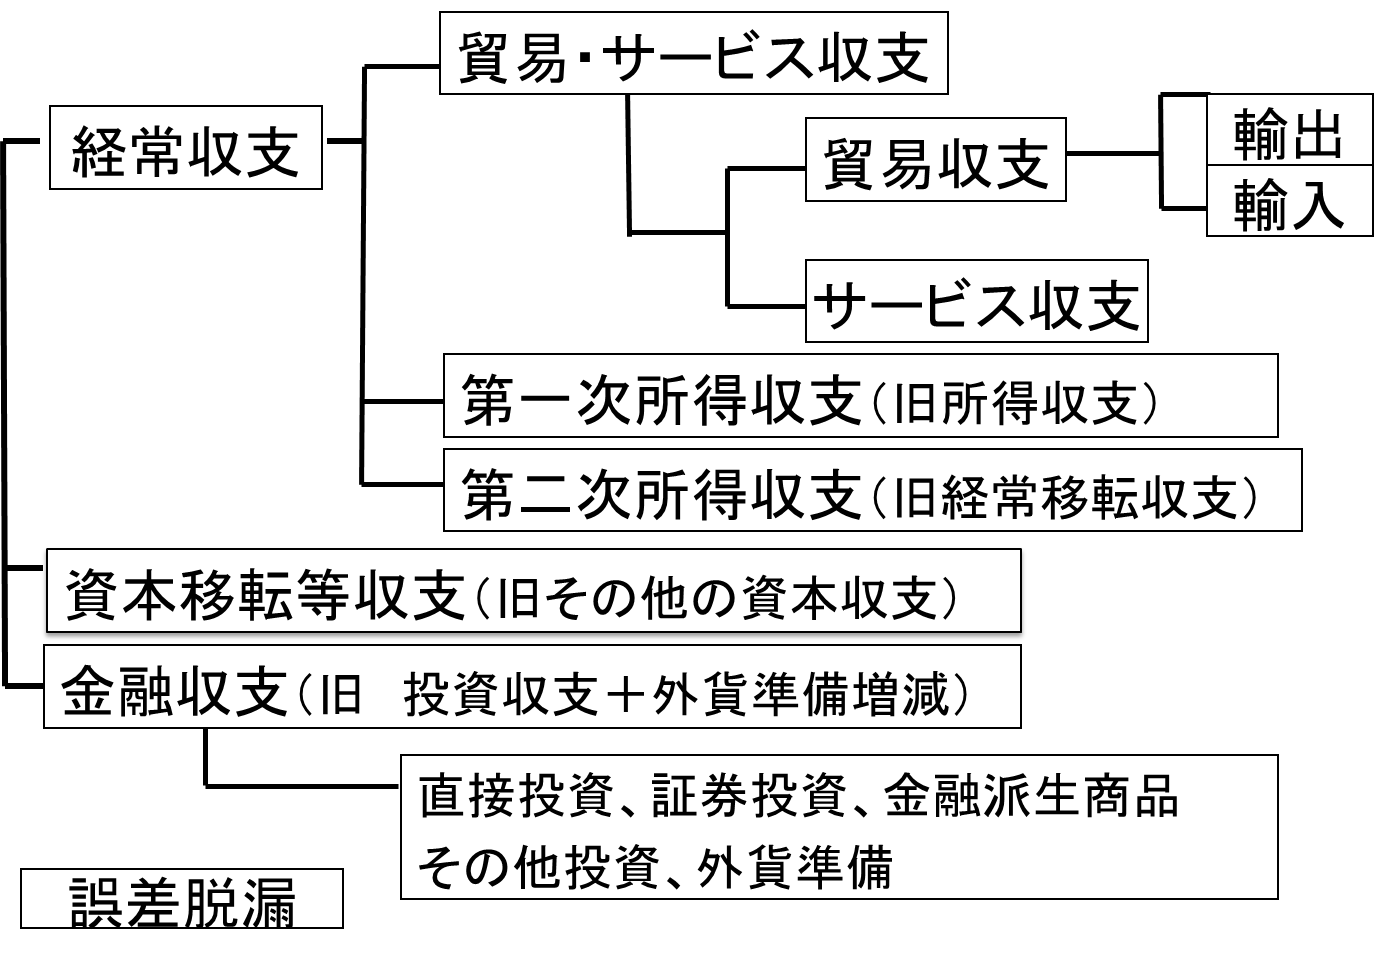 貿易・サービス収支
経常収支
貿易収支
輸出
輸入
サービス収支
第一次所得収支（旧所得収支）
第二次所得収支（旧経常移転収支）
資本移転等収支（旧その他の資本収支）
金融収支（旧　投資収支＋外貨準備増減）
直接投資、証券投資、金融派生商品
その他投資、外貨準備
誤差脱漏